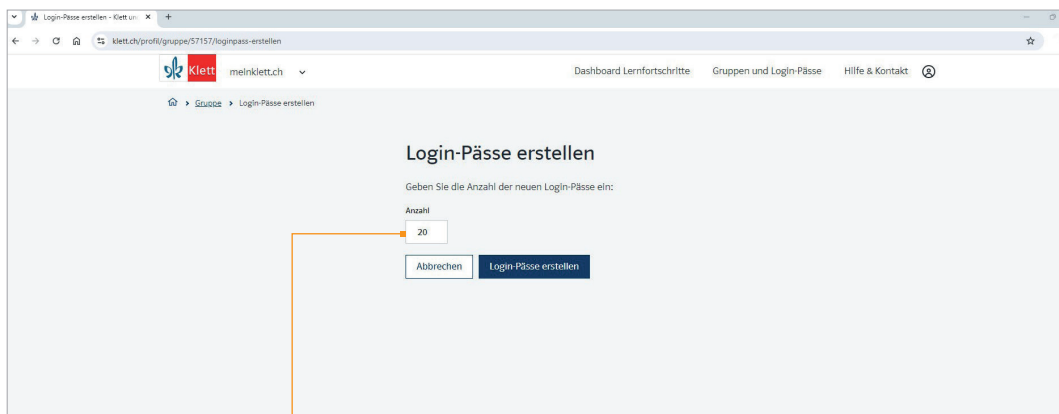 Login-Pässe erstellen - Klett un
klett.ch/profil/gruppe/57157/loginpass-erstellen
Klett
meinklett.ch
Dashboard Lernfortschritte
Gruppen und Login-Pässe
Hilfe & Kontakt
Gruppe > Login-Pässe erstellen
Login-Pässe erstellen
Geben Sie die Anzahl der neuen Login-Pässe ein:
Anzahl
20
Abbrechen
Login-Pässe erstellen